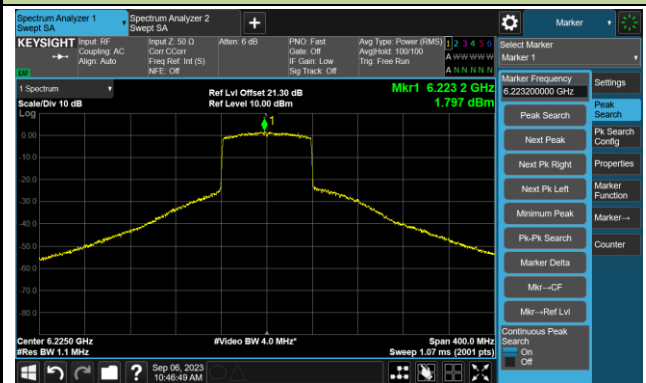 Spectrum Analyzer 1
Swept SA
Spectrum Analyzer 2
Swept SA
+
Marker
KEYSIGHT
Input: RF
Coupling: AC
Align: Auto
Input Z: 50 Ω
Corr CCorr
Freq Ref: Int (S)
NFE: Off
Atten: 6 dB
PNO: Fast
Gate: Off
IF Gain: Low
Sig Track: Off
Avg Type: Power (RMS)
Avg|Hold: 100/100
Trig: Free Run
1 2 3 4 5 6
A W W W W W
A N N N N N
LXI
Select Marker
Marker 1
1 Spectrum
Scale/Div 10 dB
Log
Ref Lvl Offset 21.30 dB
Ref Level 10.00 dBm
Mkr1 6.223 2 GHz
1.797 dBm
1
0.00
-10.0
-20.0
-30.0
-40.0
-50.0
-60.0
-70.0
-80.0
Center 6.2250 GHz
#Res BW 1.1 MHz
#Video BW 4.0 MHz*
Span 400.0 MHz
Sweep 1.07 ms (2001 pts)
Marker Frequency
6.223200000 GHz
Peak Search
Next Peak
Next Pk Right
Next Pk Left
Minimum Peak
Pk-Pk Search
Marker Delta
Mkr→CF
Mkr→Ref Lvl
Continuous Peak
Search
On
Off
Settings
Peak
Search
Pk Search
Config
Properties
Marker
Function
Marker→
Counter
?
Sep 06, 2023
10:46:49 AM